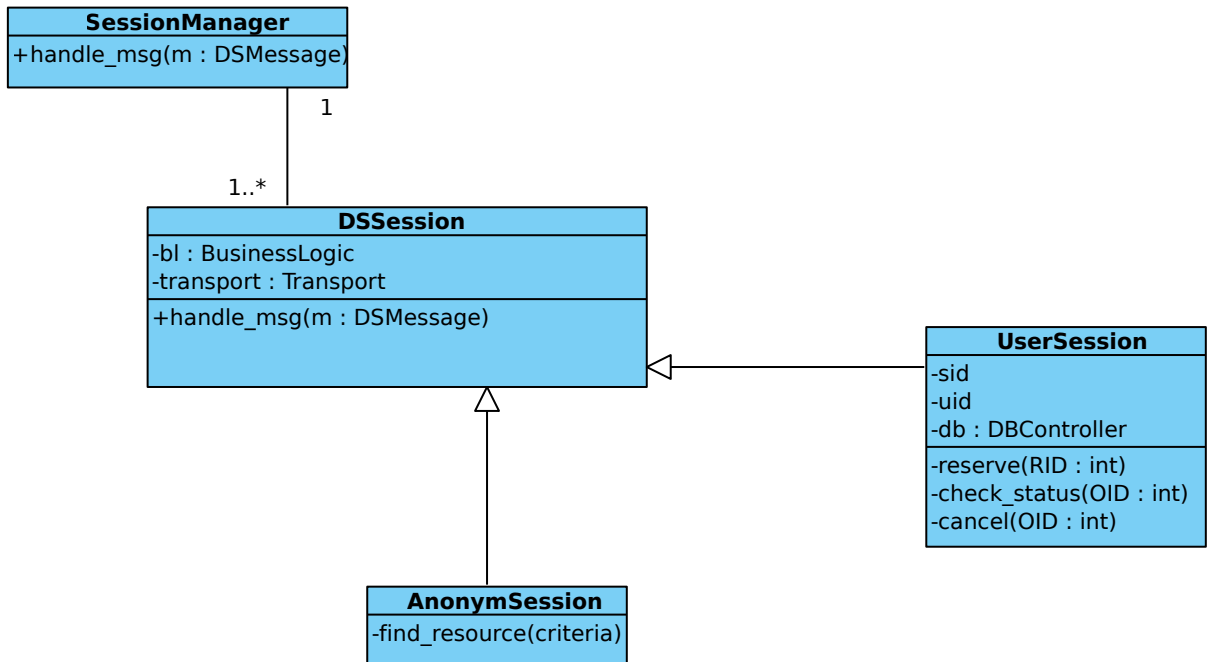 SessionManager
+handle_msg(m : DSMessage)
1
1..*
DSSession
-bl : BusinessLogic
-transport : Transport
+handle_msg(m : DSMessage)
UserSession
-sid
-uid
-db : DBController
-reserve(RID : int)
-check_status(OID : int)
-cancel(OID : int)
AnonymSession
-find_resource(criteria)